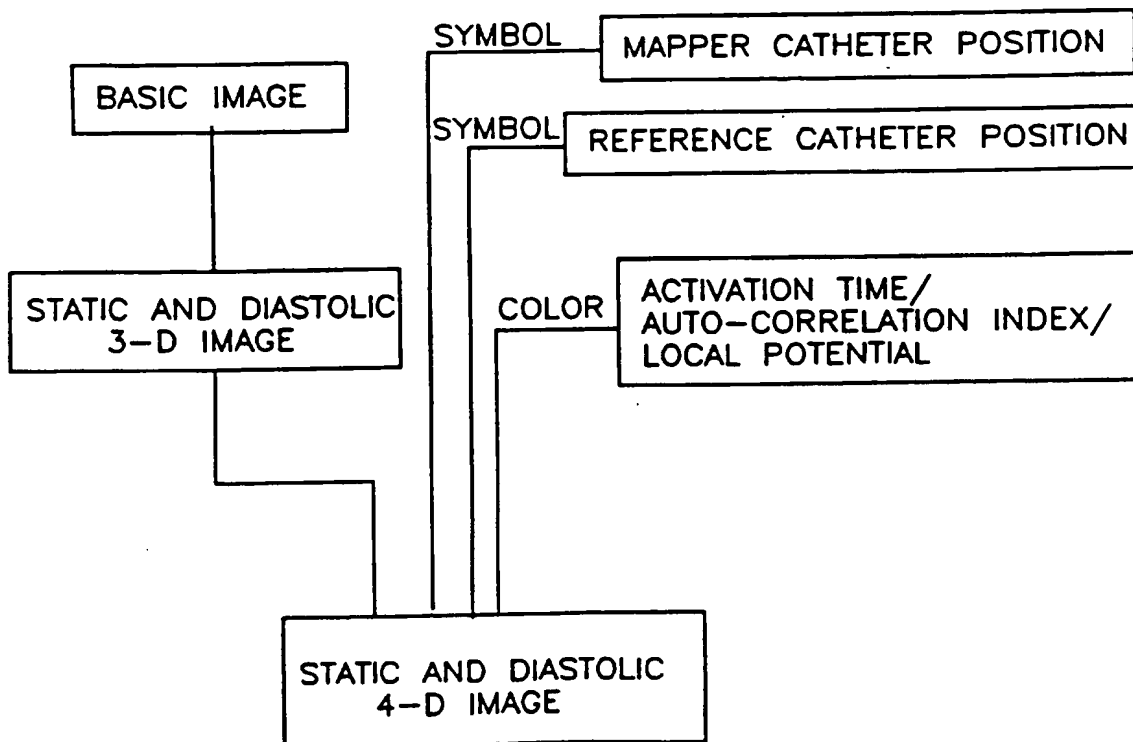 SYMBOL
MAPPER CATHETER POSITION
BASIC IMAGE
SYMBOL
REFERENCE CATHETER POSITION
STATIC AND DIASTOLIC
3-D IMAGE
COLOR
ACTIVATION TIME/
AUTO-CORRELATION INDEX/
LOCAL POTENTIAL
STATIC AND DIASTOLIC
4-D IMAGE